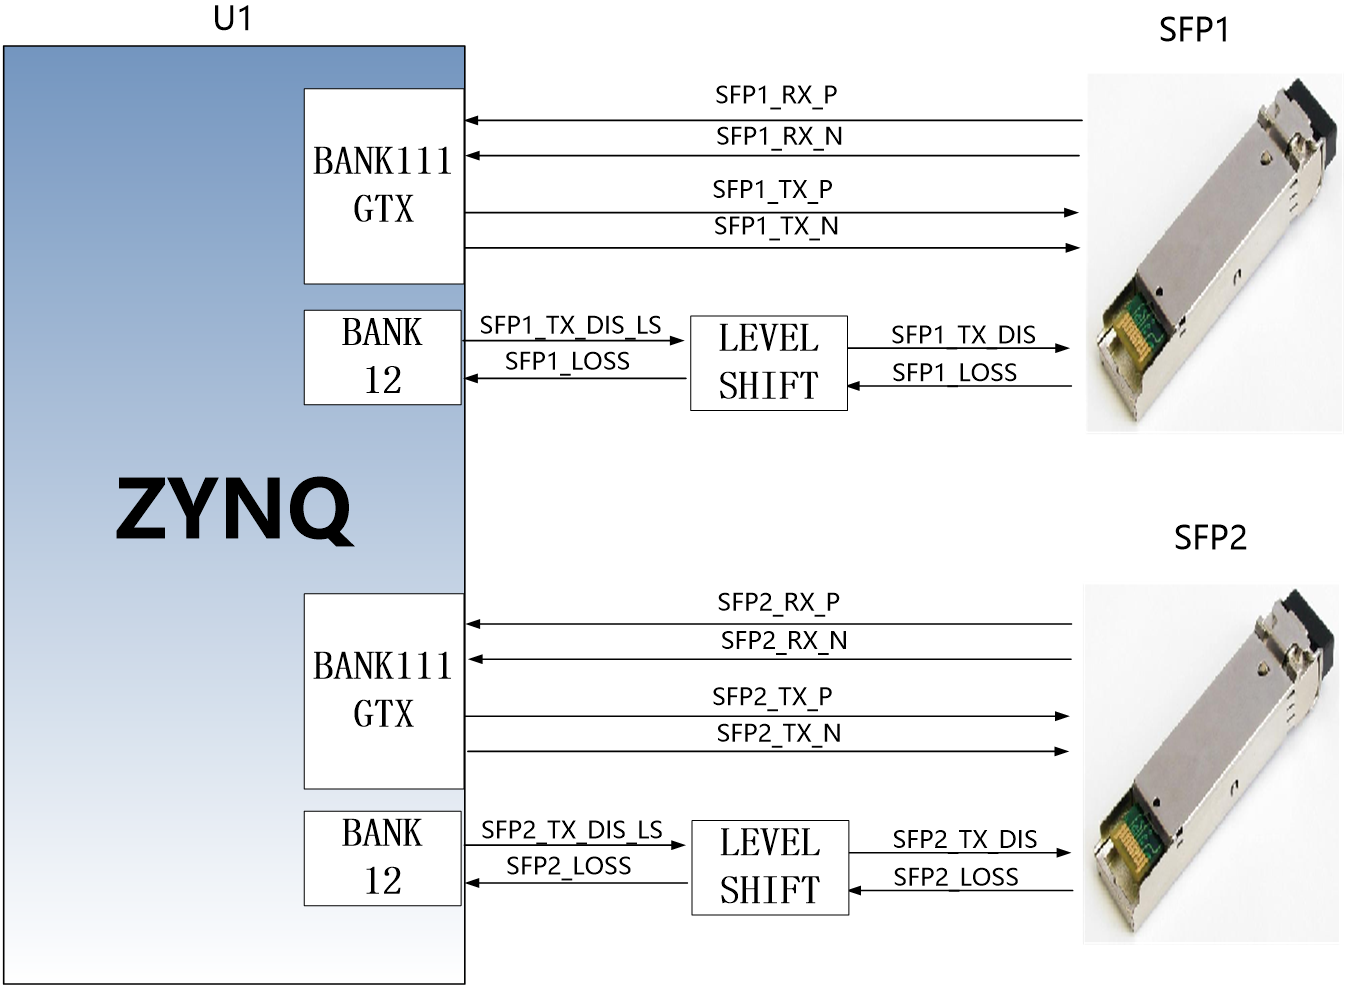 U1
SFP1
SFP1_RX_P
SFP1_RX_N
BANK111
GTX
SFP1_TX_P
SFP1_TX_N
BANK
12
SFP1_TX_DIS_LS
SFP1_LOSS
LEVEL
SHIFT
SFP1_TX_DIS
SFP1_LOSS
ZYNQ
SFP2
SFP2_RX_P
SFP2_RX_N
BANK111
GTX
SFP2_TX_P
SFP2_TX_N
BANK
12
SFP2_TX_DIS_LS
SFP2_LOSS
LEVEL
SHIFT
SFP2_TX_DIS
SFP2_LOSS